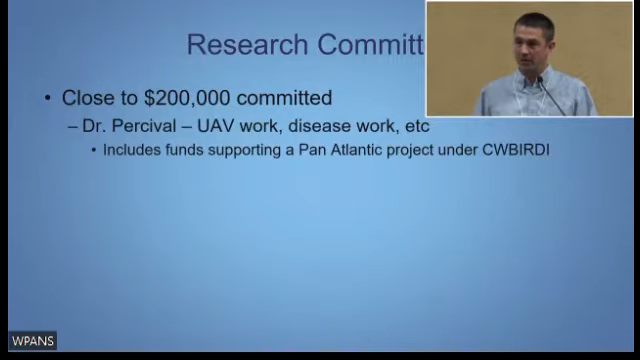 Research Committ
• Close to $200,000 committed
– Dr. Percival – UAV work, disease work, etc
• Includes funds supporting a Pan Atlantic project under CWBIRDI
WPANS